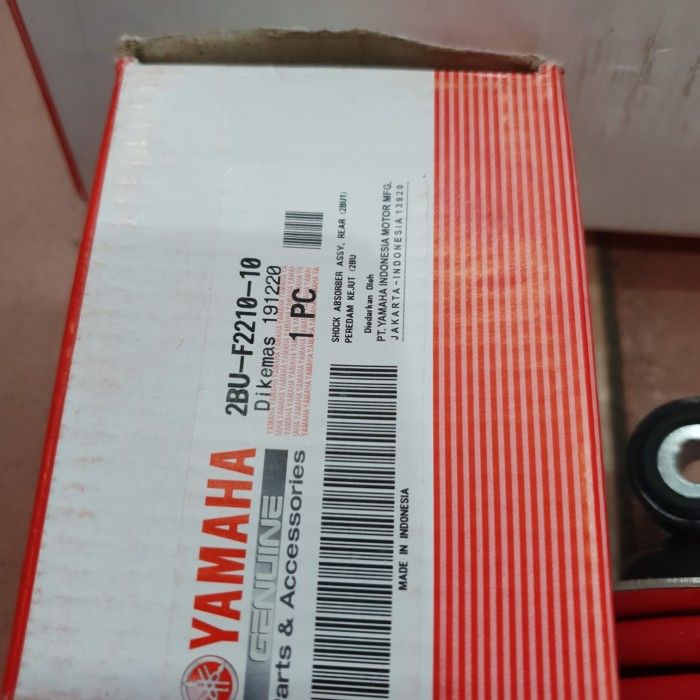 YAMAHA
GENUINE
Parts & Accessories
2BU-F2210-10
Dikemas 191220
1 PC
SHOCK ABSORBER ASSY, REAR (2BU1)
PEREDAM KEJUT (2BU
Diedarkan Oleh
PT. YAMAHA INDONESIA MOTOR MFG.
JAKARTA-INDONESIA 13920
MADE IN INDONESIA